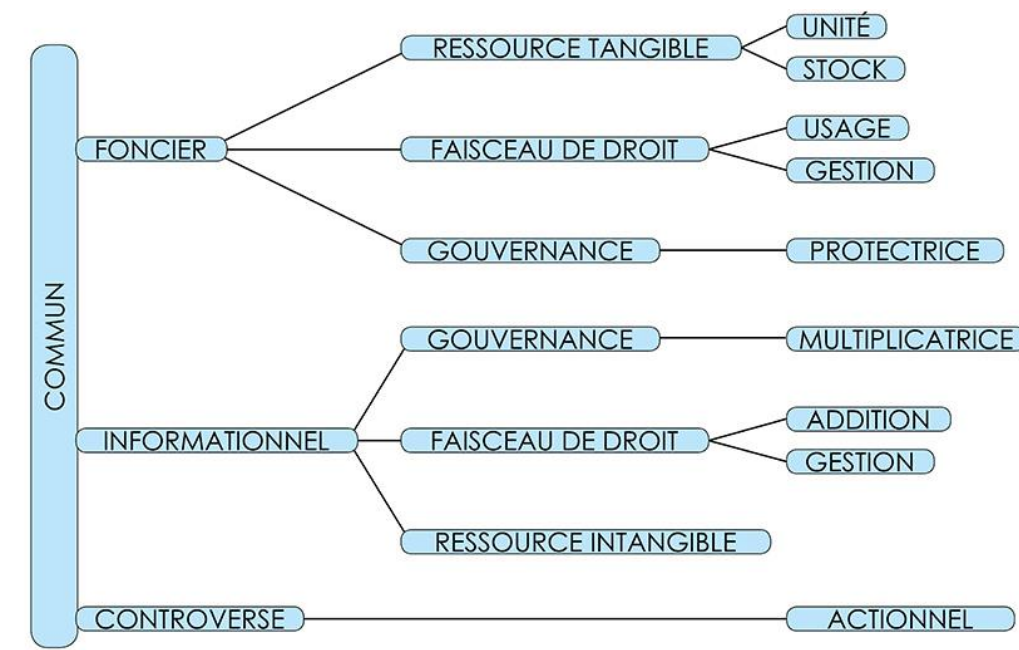 COMMUN
FONCIER
RESSOURCE TANGIBLE
UNITÉ
STOCK
FAISCEAU DE DROIT
USAGE
GESTION
GOUVERNANCE
PROTECTRICE
INFORMATIONNEL
GOUVERNANCE
MULTIPLICATRICE
FAISCEAU DE DROIT
ADDITION
GESTION
RESSOURCE INTANGIBLE
CONTROVERSE
ACTIONNEL